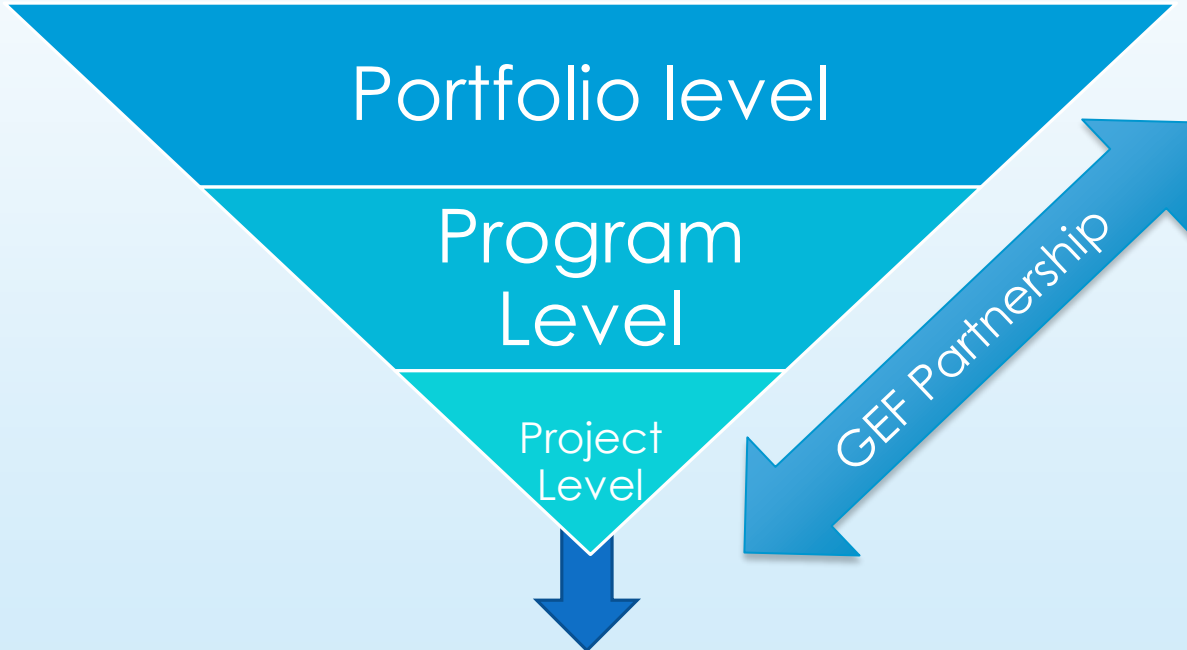 Portfolio level
Program
Level
GEF Partnership
Project
Level